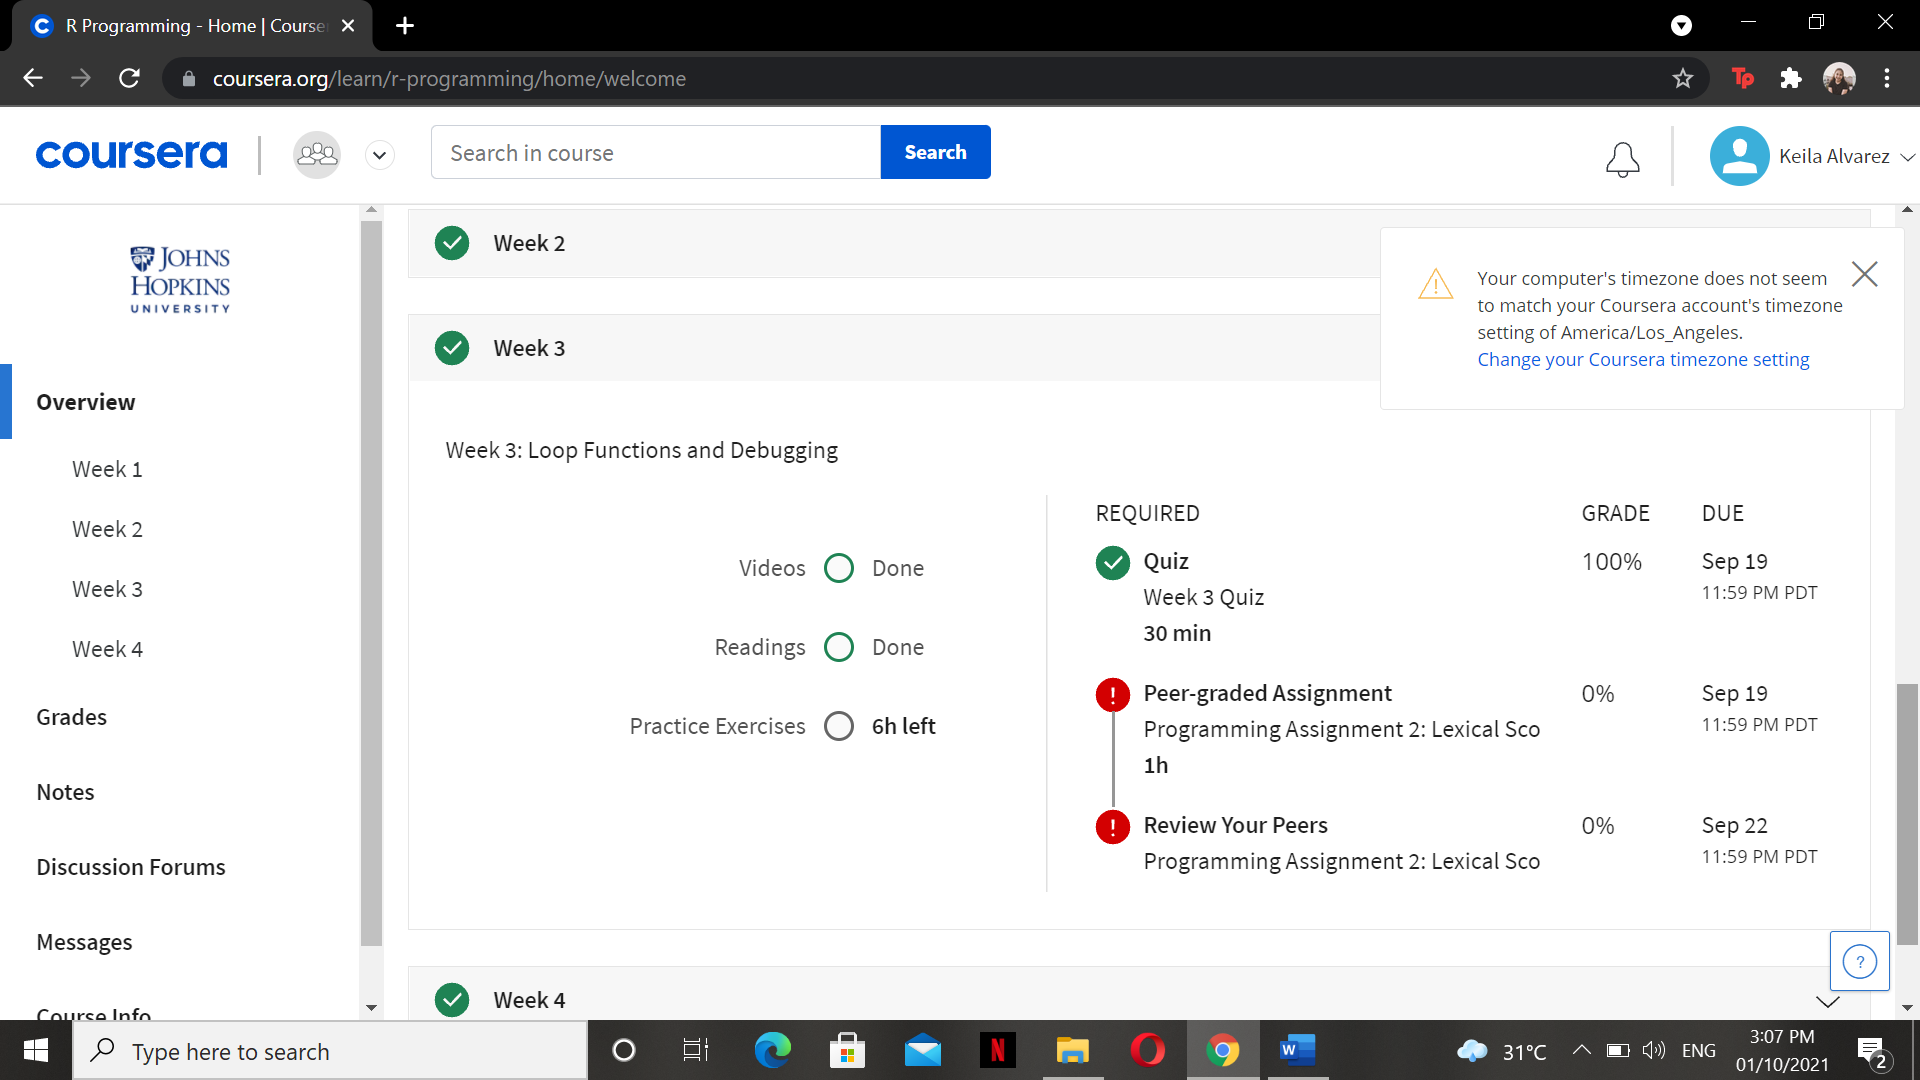 R Programming - Home | Course
coursera.org/learn/r-programming/home/welcome
Tp
coursera
Search in course
Search
Keila Alvarez
JOHNS
HOPKINS
UNIVERSITY
Overview
Week 1
Week 2
Week 3
Week 4
Grades
Notes
Discussion Forums
Messages
Course Info
Week 2
Your computer's timezone does not seem
to match your Coursera account's timezone
setting of America/Los_Angeles.
Change your Coursera timezone setting
Week 3
Week 3: Loop Functions and Debugging
Videos Done
Readings Done
Practice Exercises 6h left
REQUIRED GRADE DUE
Quiz 100% Sep 19
Week 3 Quiz 11:59 PM PDT
30 min
Peer-graded Assignment 0% Sep 19
Programming Assignment 2: Lexical Sco 11:59 PM PDT
1h
Review Your Peers 0% Sep 22
Programming Assignment 2: Lexical Sco 11:59 PM PDT
?
Week 4
Type here to search
N
W
31°C
ENG
3:07 PM
01/10/2021
2